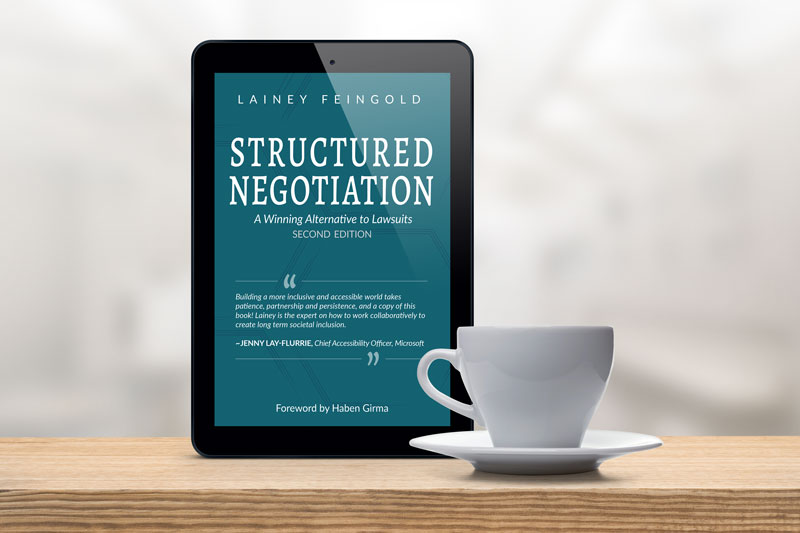 LAINEY FEINGOLD
STRUCTURED
NEGOTIATION
A Winning Alternative to Lawsuits
SECOND EDITION
“
Building a more inclusive and accessible world takes
patience, partnership and persistence, and a copy of this
book! Lainey is the expert on how to work collaboratively to
create long term societal inclusion.
~JENNY LAY-FLURRIE, Chief Accessibility Officer, Microsoft
”
Foreword by Haben Girma